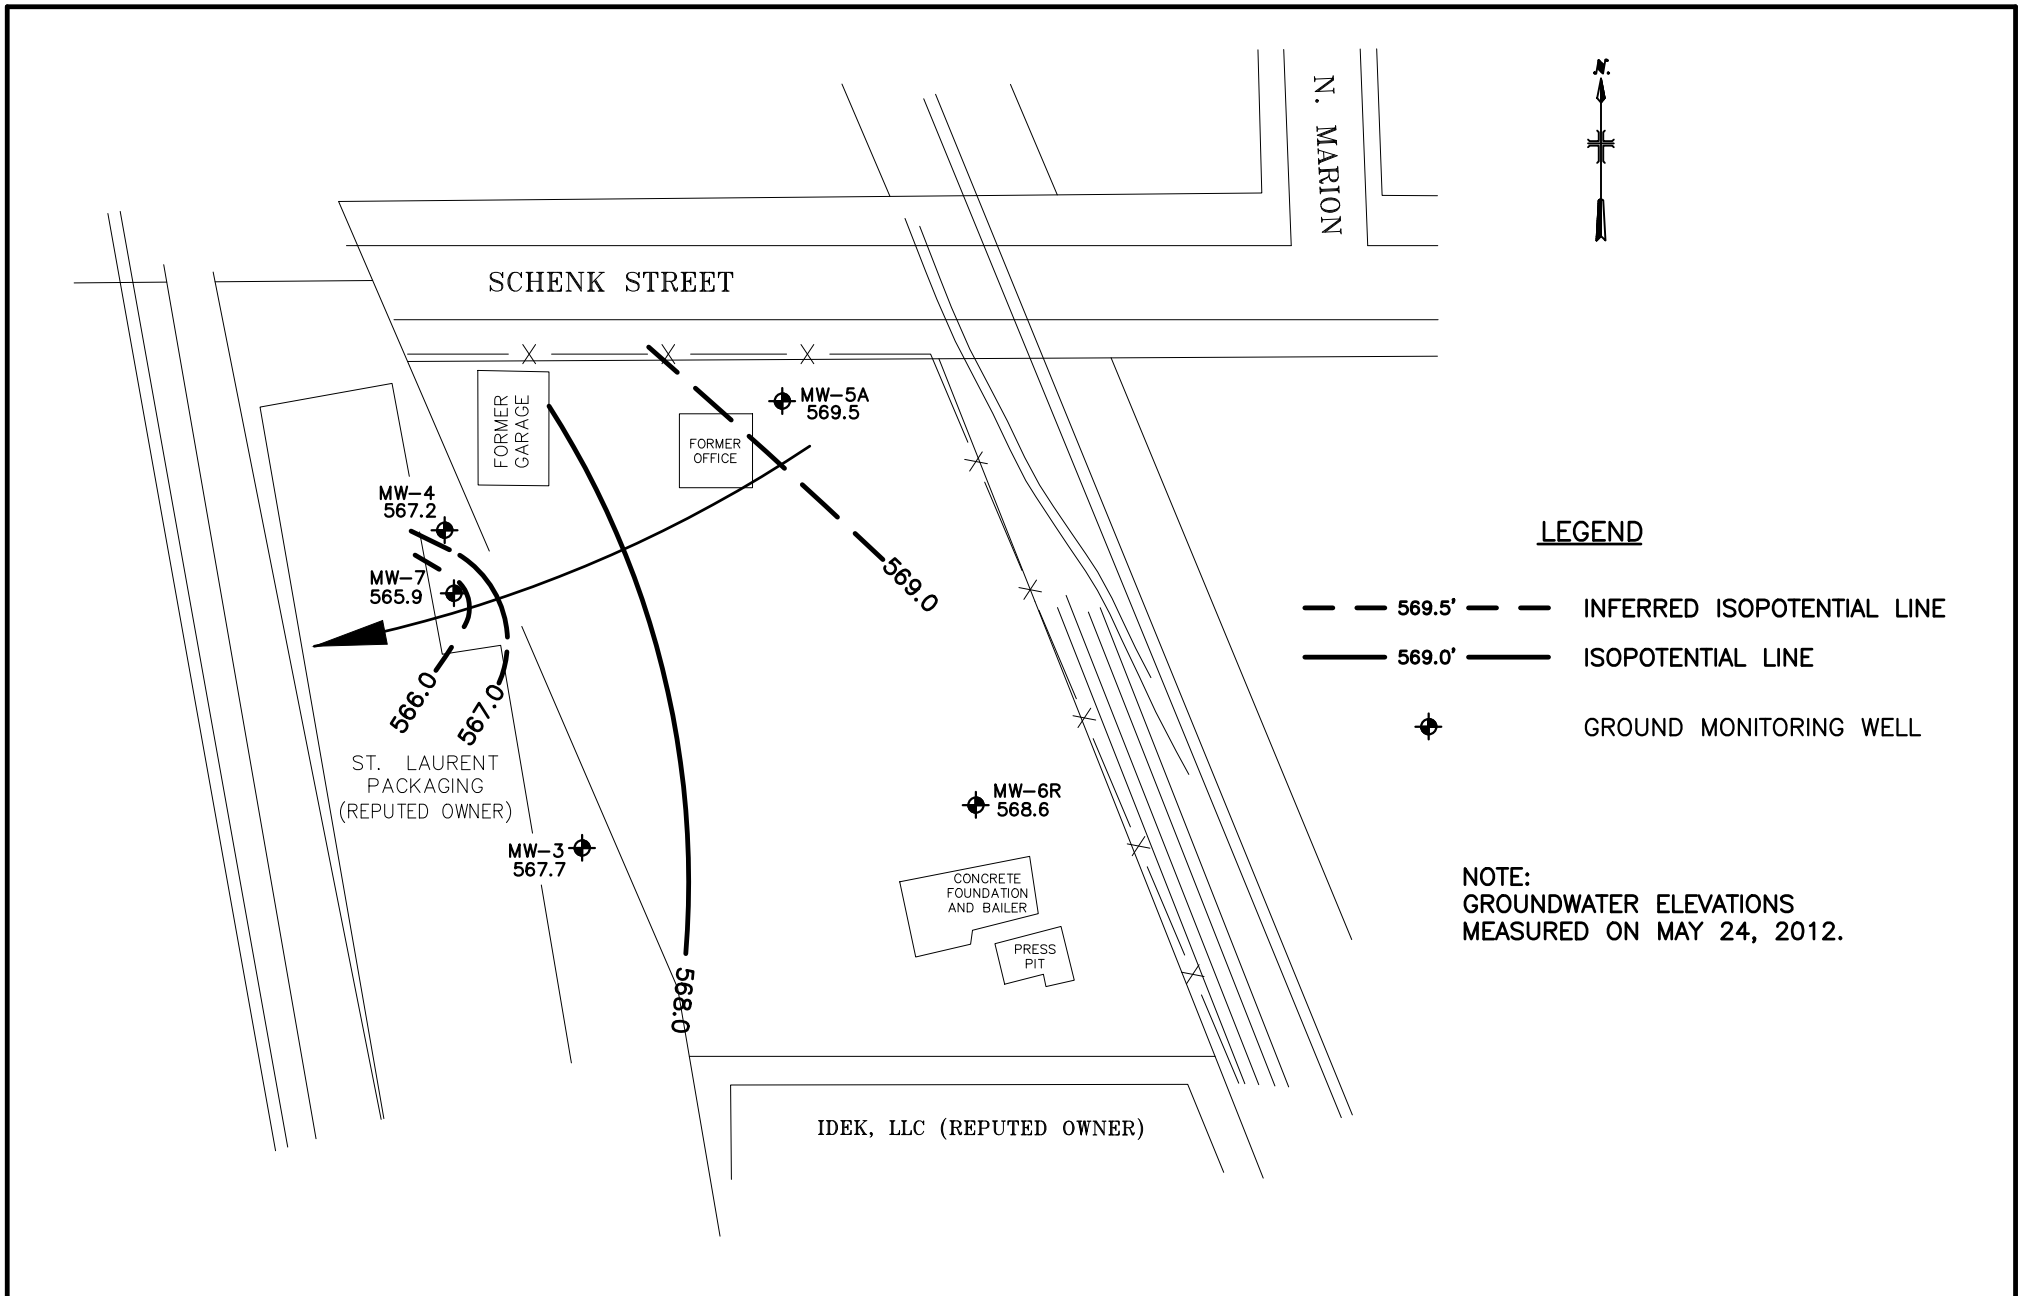 N.
N. MARION
SCHENK STREET
FORMER
GARAGE
FORMER
OFFICE
MW-5A
569.5
MW-4
567.2
MW-7
565.9
569.0
566.0
567.0
ST. LAURENT
PACKAGING
(REPUTED OWNER)
MW-3
567.7
568.0
MW-6R
568.6
CONCRETE
FOUNDATION
AND BAILER
PRESS
PIT
IDEK, LLC (REPUTED OWNER)
LEGEND
569.5' INFERRED ISOPOTENTIAL LINE
569.0' ISOPOTENTIAL LINE
GROUND MONITORING WELL
NOTE:
GROUNDWATER ELEVATIONS
MEASURED ON MAY 24, 2012.